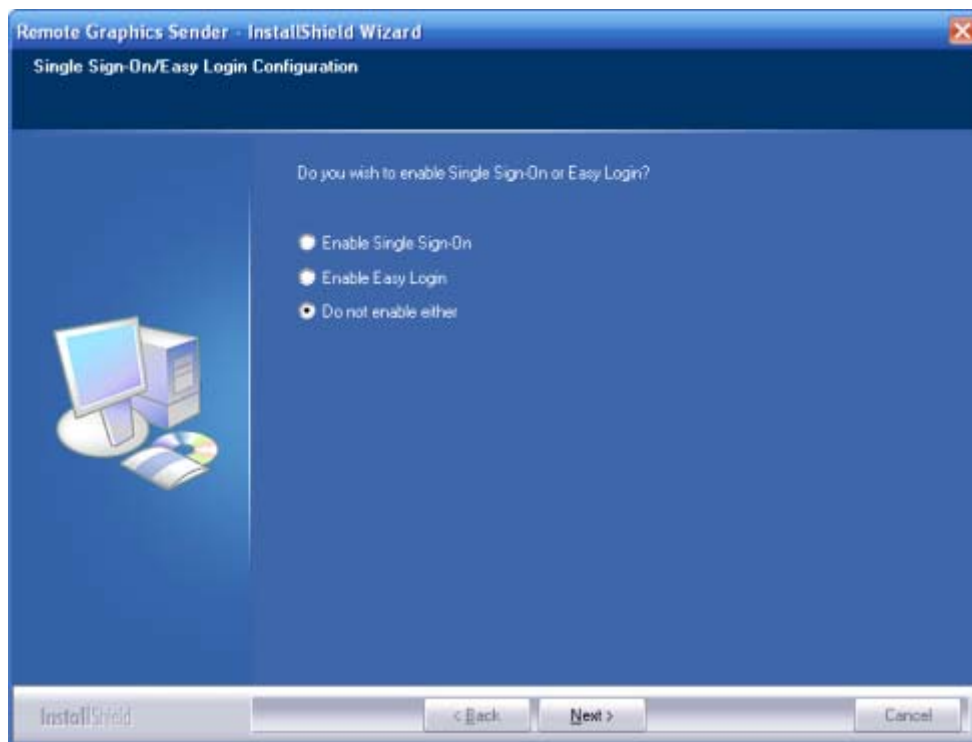 Remote Graphics Sender - InstallShield Wizard
Single Sign-On/Easy Login Configuration
Do you wish to enable Single Sign-On or Easy Login?
Enable Single Sign-On
Enable Easy Login
Do not enable either
InstallShield
< Back
Next >
Cancel